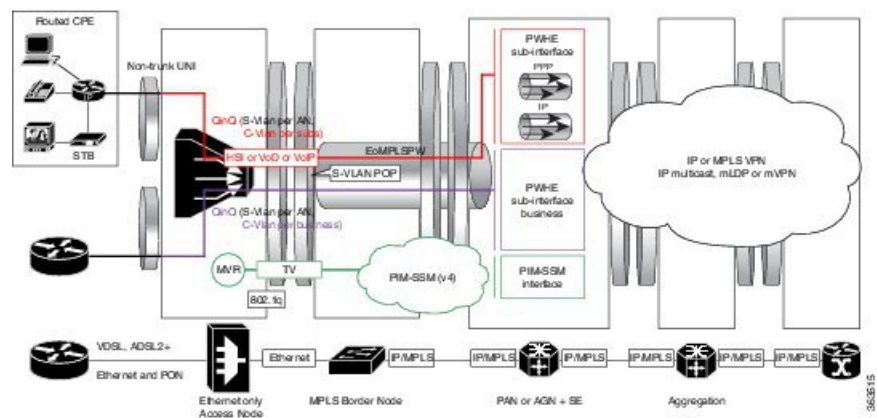 Routed CPE
IP
STB
Non-trunk UNI
QinQ (S-Vlan per AN,
C-Vlan per subs)
HSI or VoD or VoIP
EoMPLSPW
S-VLAN POP
QinQ (S-Vlan per AN,
C-Vlan per business)
MVR
TV
802.1q
PIM-SSM (v4)
PWHE
sub-interface
PPP
IP
PWHE
sub-interface
business
PIM-SSM
interface
IP or MPLS VPN
IP multicast, mLDP or mVPN
VDSL, ADSL2+
Ethernet and PON
Ethernet
IP/MPLS
IP/MPLS
IP/MPLS
IP/MPLS
IP/MPLS
IP/MPLS
Ethernet only
Access Node
MPLS Border Node
PAN or AGN + SE
Aggregation
363515